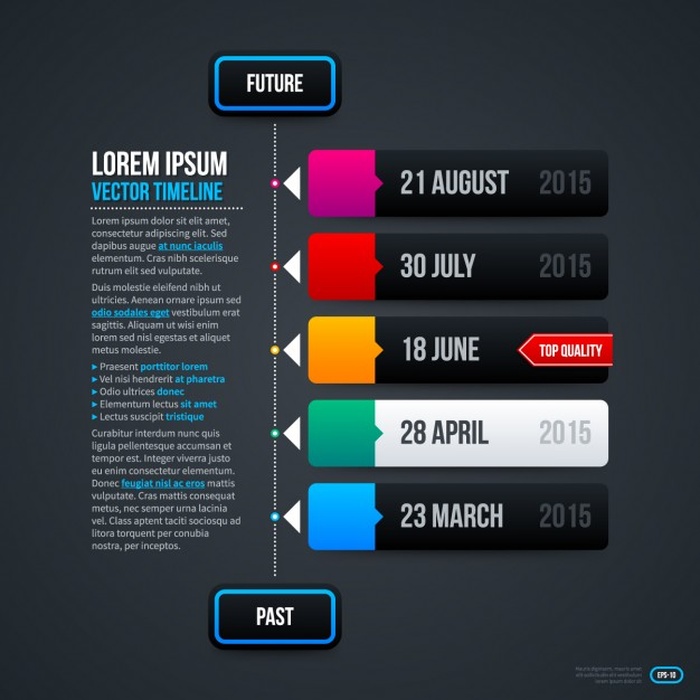 FUTURE
LOREM IPSUM
VECTOR TIMELINE
Lorem ipsum dolor sit elit amet,
consectetur adipiscing elit. Sed
dapibus augue at nunc iaculis
elementum. Cras nibh scelerisque
rutrum elit sed vulputate.
Duis molestie eleifend nibh ut
ultricies. Aenean ornare ipsum sed
odio sodales eget vestibulum erat
sagittis. Aliquam ut wisi enim
lorem sed nisl egestas et aliquet
metus molestie.
▸ Praesent porttitor lorem
▸ Vel nisi hendrerit at pharetra
▸ Odio ultrices donec
▸ Elementum lectus sit amet
▸ Lectus suscipit tristique
Curabitur interdum nunc quis
ligula pellentesque accumsan et
tempor est. Integer viverra justo
eu enim consectetur elementum.
Donec feugiat nisl ac eros mattis
vulputate. Cras mattis consequat
metus, nec semper urna lacinia
vel. Class aptent taciti sociosqu ad
litora torquent per conubia
nostra, per inceptos.
21 AUGUST 2015
30 JULY 2015
18 JUNE TOP QUALITY
28 APRIL 2015
23 MARCH 2015
PAST
EPS-10